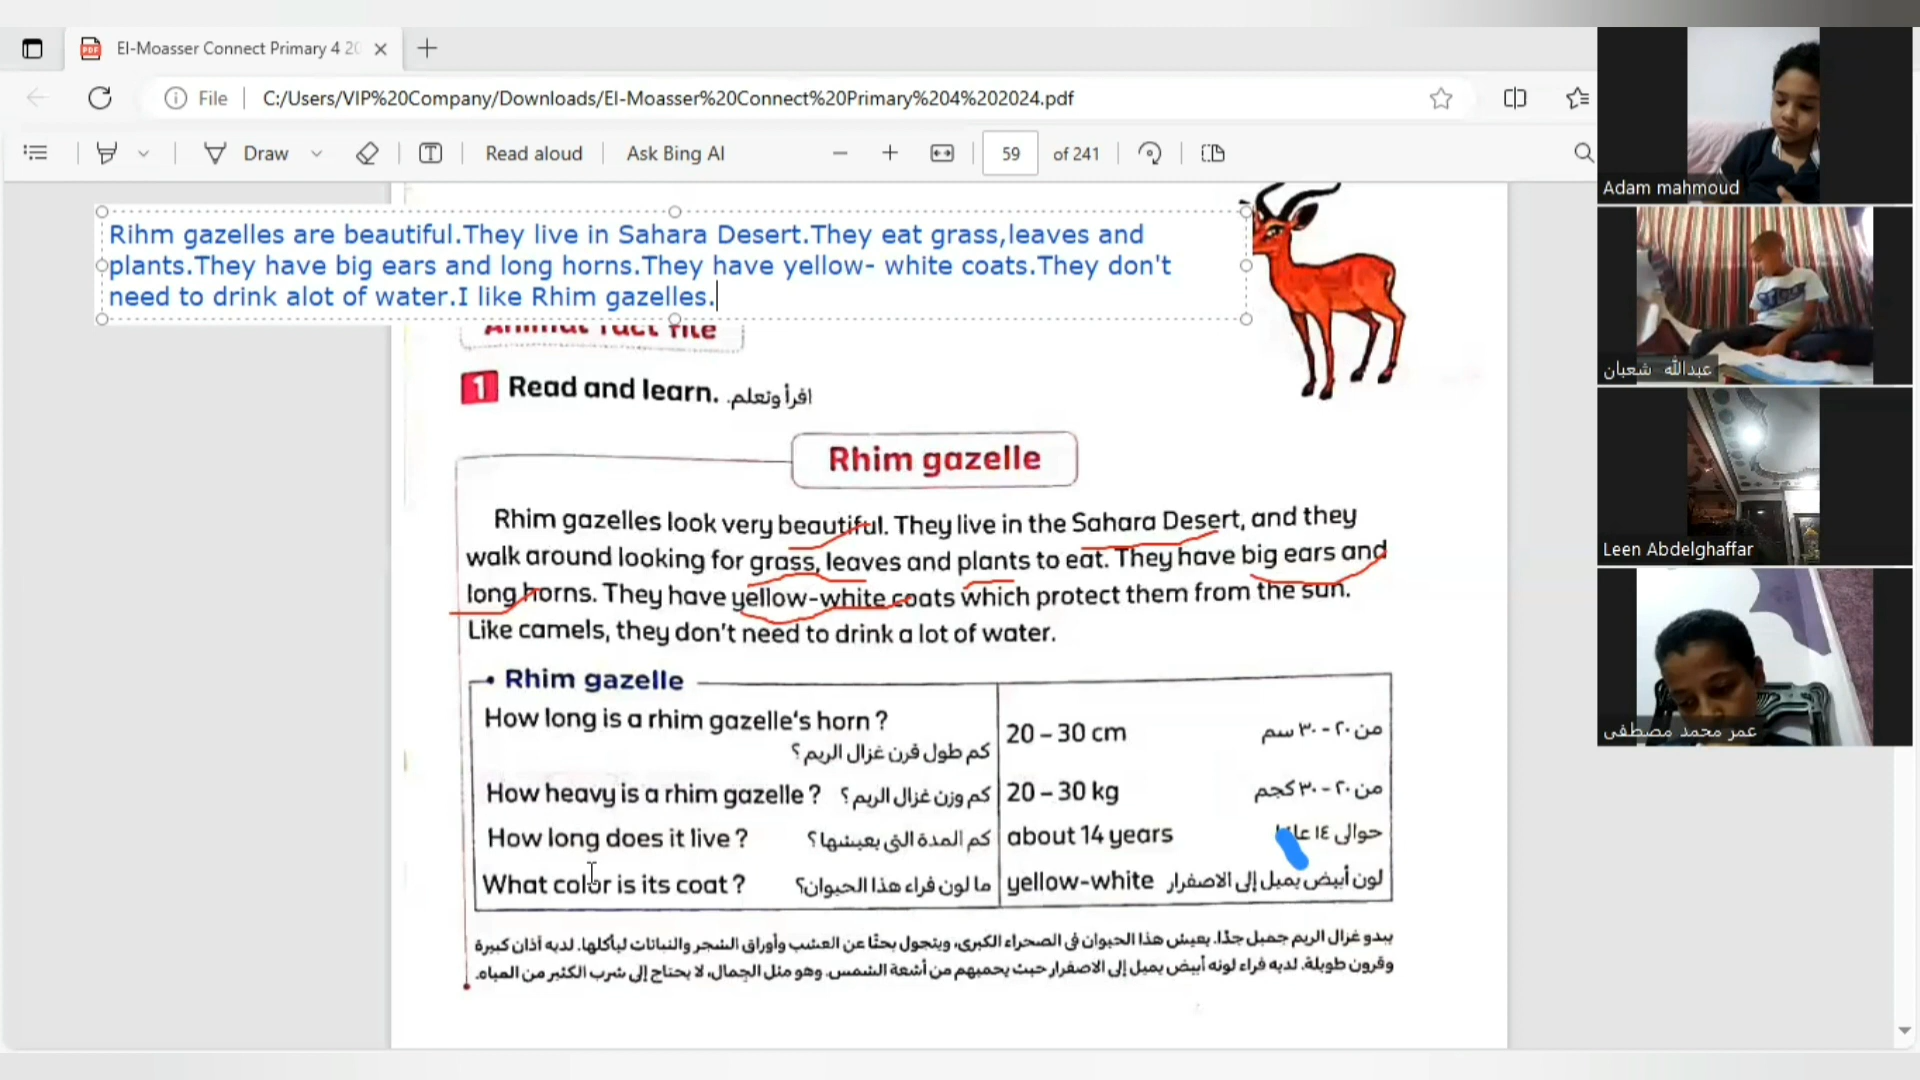 El-Moasser Connect Primary 4 20
File
C:/Users/VIP%20Company/Downloads/El-Moasser%20Connect%20Primary%204%202024.pdf
Draw
Read aloud
Ask Bing AI
59
of 241
Rihm gazelles are beautiful.They live in Sahara Desert.They eat grass,leaves and
plants.They have big ears and long horns.They have yellow- white coats.They don't
need to drink alot of water.I like Rhim gazelles.
Animal fact file
1 Read and learn. اقرأ وتعلم.
Rhim gazelle
Rhim gazelles look very beautiful. They live in the Sahara Desert, and they
walk around looking for grass, leaves and plants to eat. They have big ears and
long horns. They have yellow-white coats which protect them from the sun.
Like camels, they don't need to drink a lot of water.
• Rhim gazelle
How long is a rhim gazelle's horn ?
كم طول قرن غزال الريم؟
20 – 30 cm
من ٢٠ - ٣٠ سم
How heavy is a rhim gazelle ? كم وزن غزال الريم؟
20 – 30 kg
من ٢٠ - ٣٠ كجم
How long does it live ? كم المدة التى يعيشها؟
about 14 years
حوالى ١٤
What color is its coat ? ما لون فراء هذا الحيوان؟
yellow-white لون أبيض يميل إلى الاصفرار
يبدو غزال الريم جميل جدًا. يعيش هذا الحيوان فى الصحراء الكبرى، ويتجول بحثًا عن العشب وأوراق الشجر والنباتات ليأكلها. لديه آذان كبيرة
وقرون طويلة. لديه فراء لونه أبيض يميل إلى الاصفرار حيث يحميهم من أشعة الشمس. وهو مثل الجمال، لا يحتاج إلى شرب الكثير من المياه.
Adam mahmoud
عبدالله شعبان
Leen Abdelghaffar
عمر محمد مصطفى